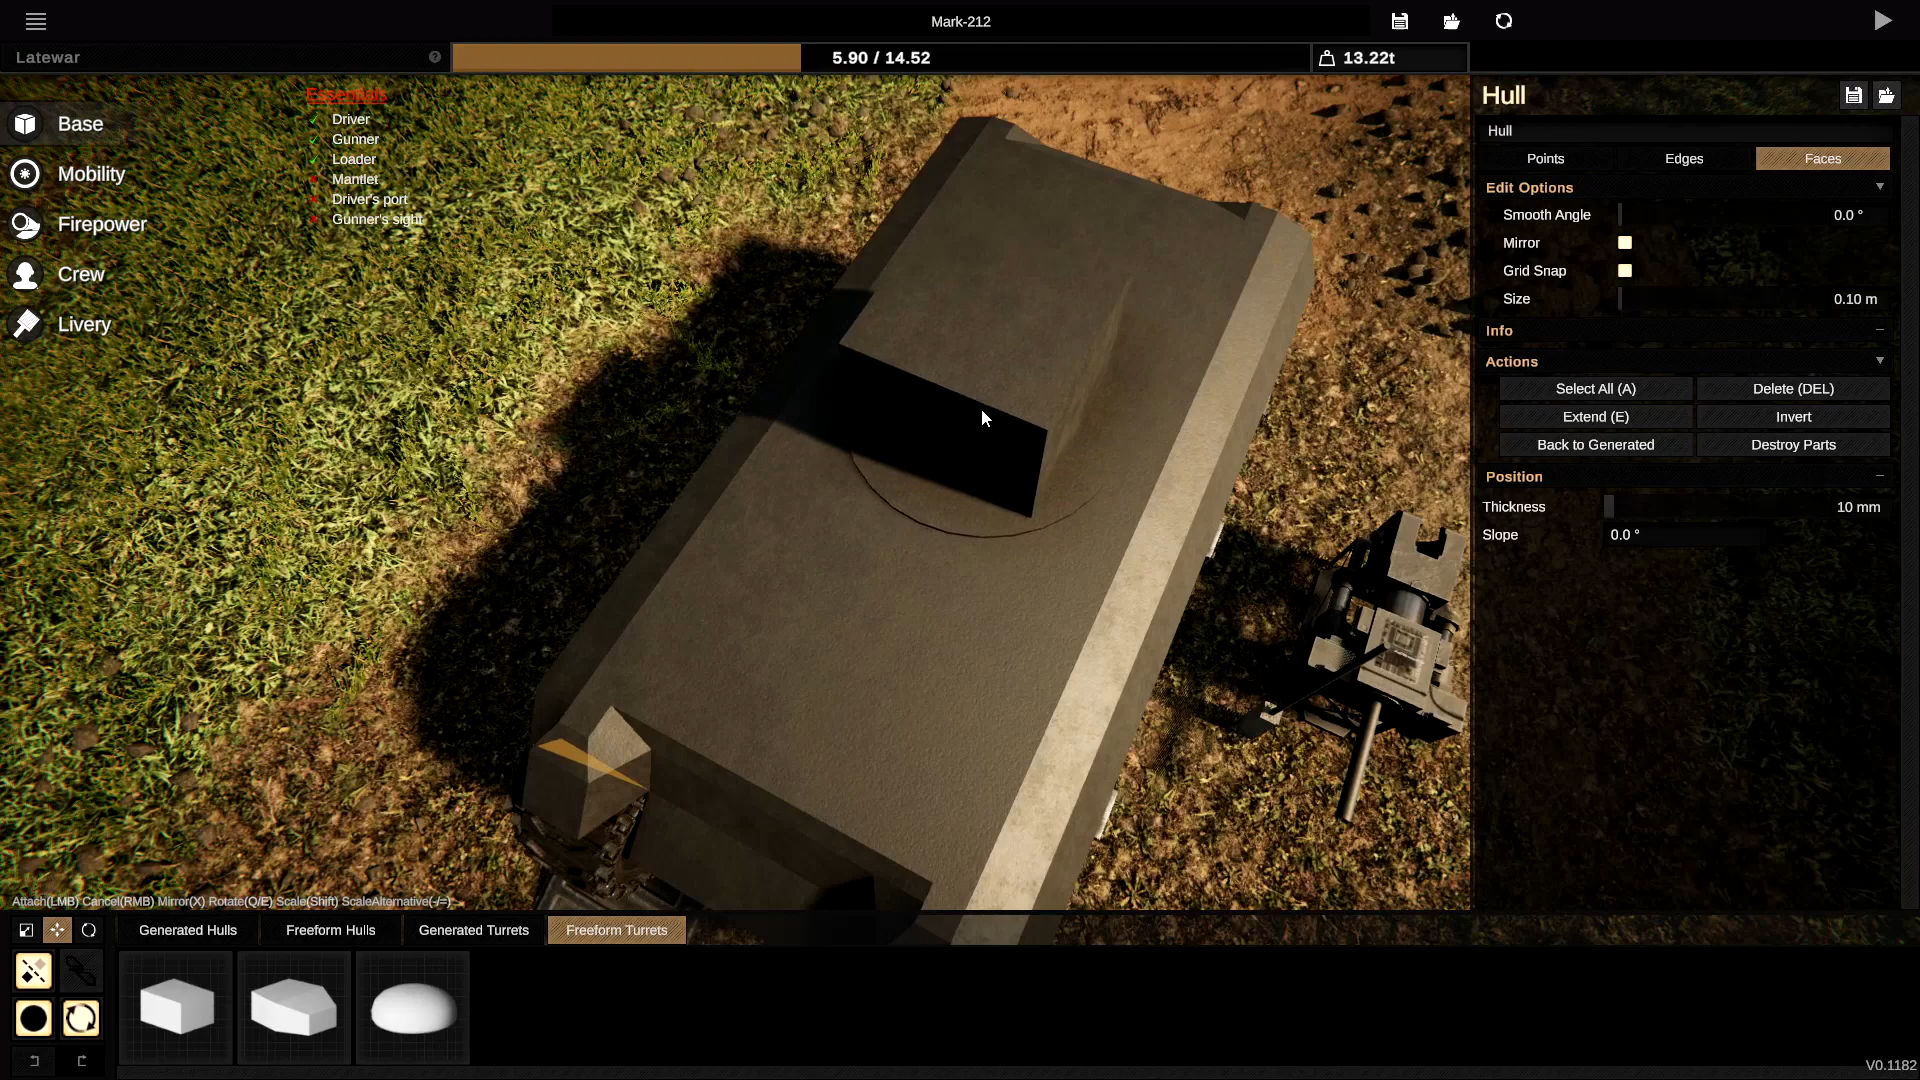 Mark-212
Latewar
?
5.90 / 14.52
13.22t
Essentials
Driver
Gunner
Loader
Mantlet
Driver's port
Gunner's sight
Base
Mobility
Firepower
Crew
Livery
Hull
Hull
Points
Edges
Faces
Edit Options
Smooth Angle
0.0 °
Mirror
Grid Snap
Size
0.10 m
Info
Actions
Select All (A)
Delete (DEL)
Extend (E)
Invert
Back to Generated
Destroy Parts
Position
Thickness
10 mm
Slope
0.0 °
Attach(LMB) Cancel(RMB) Mirror(X) Rotate(Q/E) Scale(Shift) ScaleAlternative(-/=)
Generated Hulls
Freeform Hulls
Generated Turrets
Freeform Turrets
V0.1182